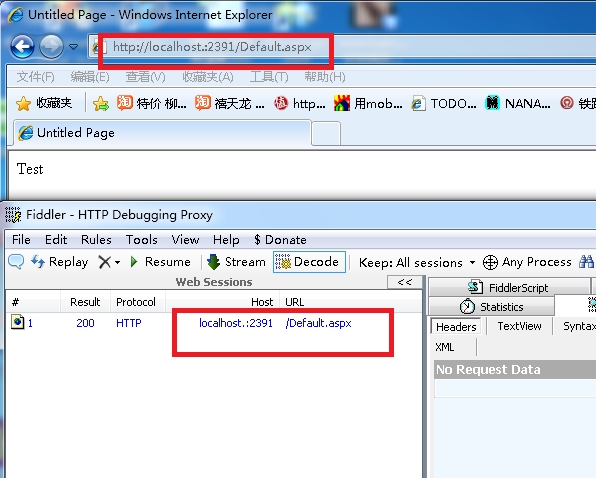 Untitled Page - Windows Internet Explorer
http://localhost.:2391/Default.aspx
文件(F) 编辑(E) 查看(V) 收藏夹(A) 工具(T) 帮助(H)
收藏夹 淘 特价 柳... 淘 禧天龙 ... http... 用mob... TODO... NANA...
Untitled Page
Test
Fiddler - HTTP Debugging Proxy
File Edit Rules Tools View Help $ Donate
Replay Resume Stream Decode Keep: All sessions Any Process
Web Sessions <<
# Result Protocol Host URL
1 200 HTTP localhost.:2391 /Default.aspx
FiddlerScript
Statistics
Headers TextView Syntax
XML
No Request Data